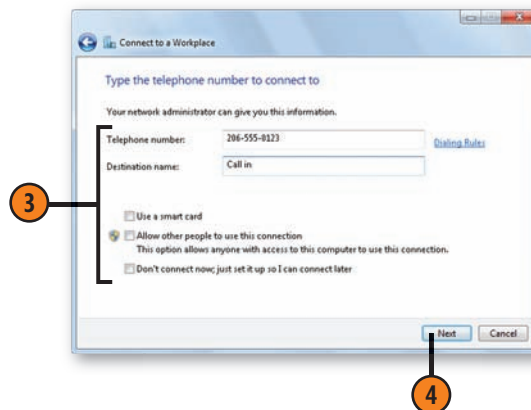 Connect to a Workplace
Type the telephone number to connect to
Your network administrator can give you this information.
Telephone number: 206-555-0123 Dialing Rules
Destination name: Call in
3
Use a smart card
Allow other people to use this connection
This option allows anyone with access to this computer to use this connection.
Don't connect now; just set it up so I can connect later
Next Cancel
4